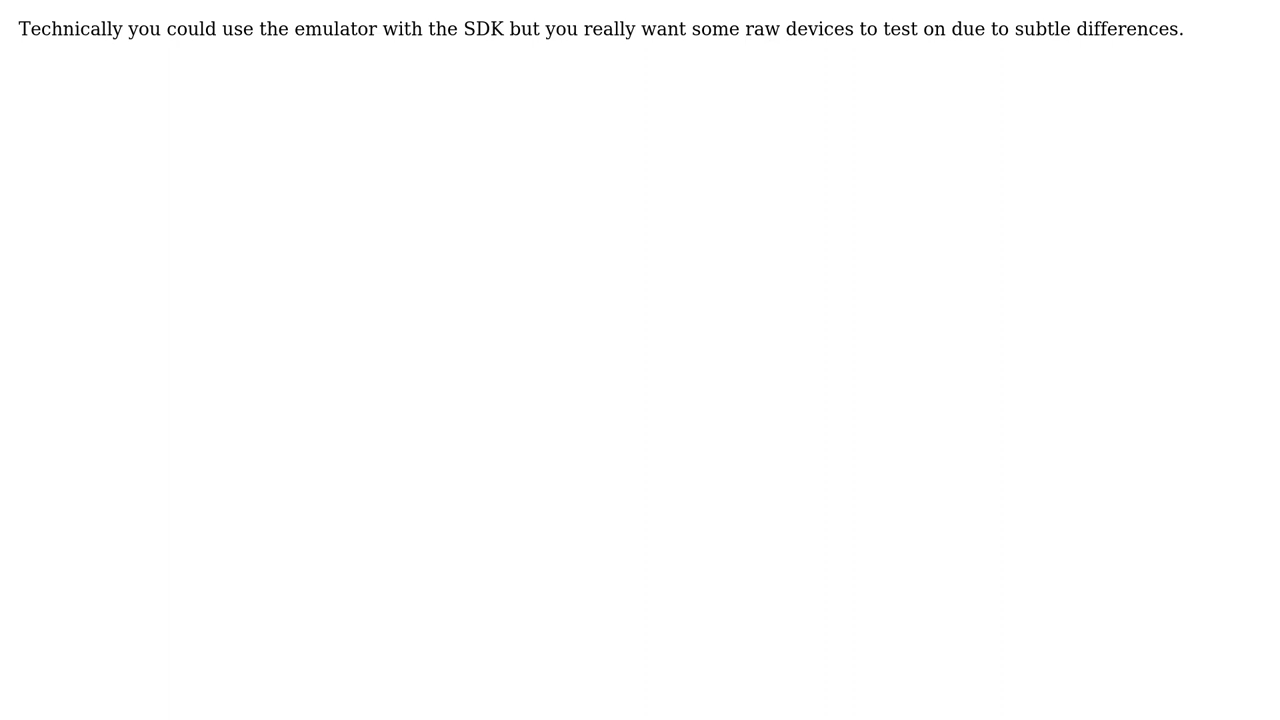 Technically you could use the emulator with the SDK but you really want some raw devices to test on due to subtle differences.